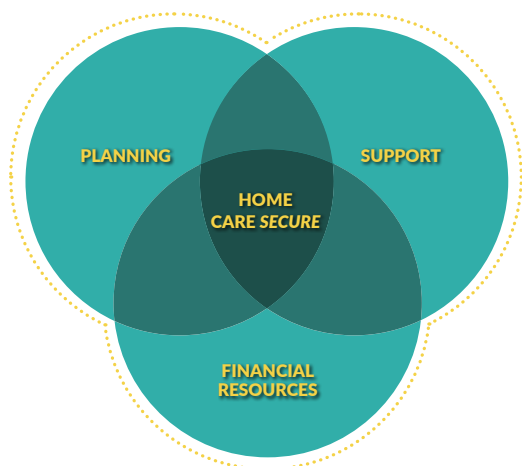 PLANNING
SUPPORT
HOME
CARE SECURE
FINANCIAL
RESOURCES